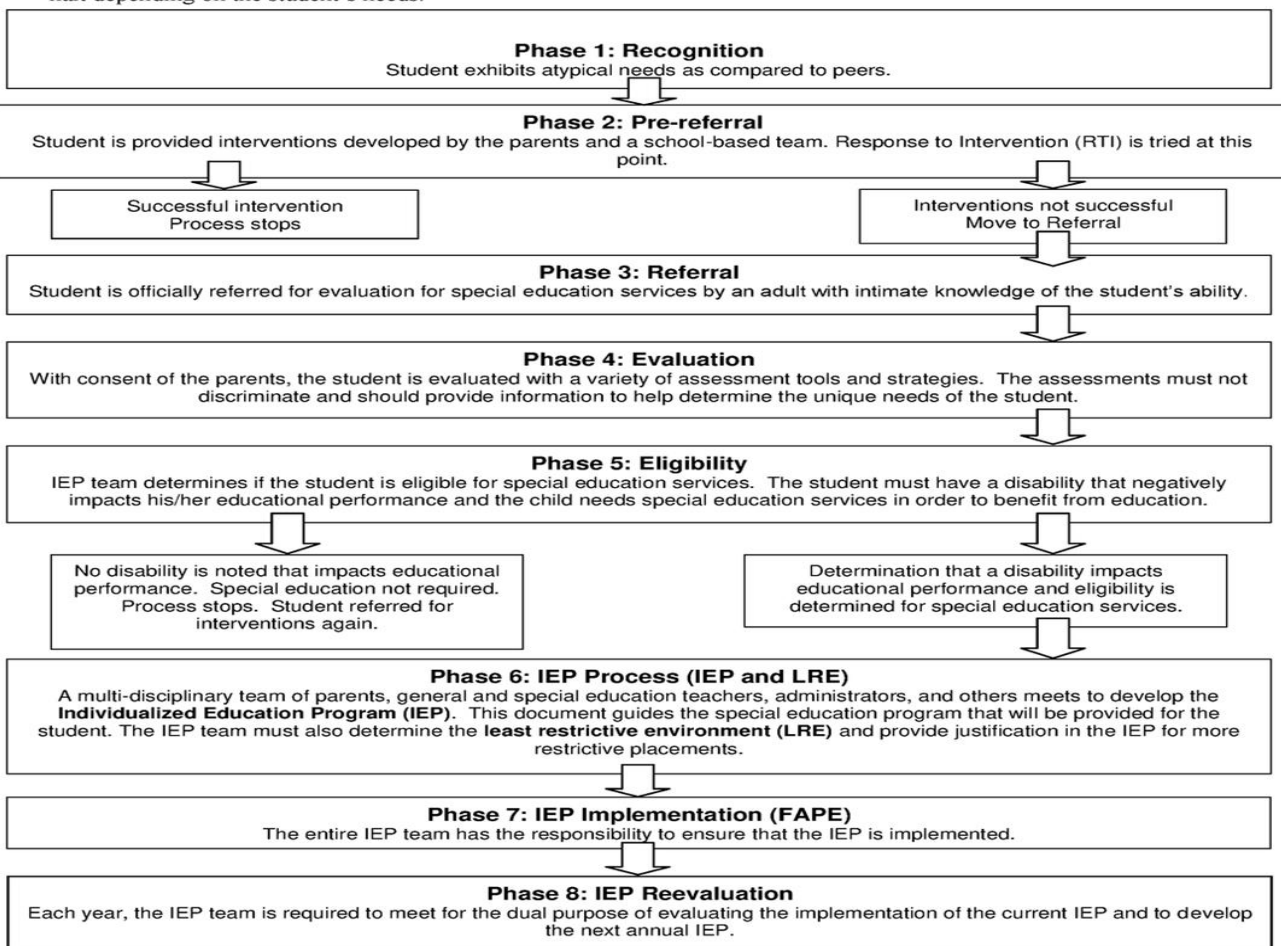 depending on the student's needs.
Phase 1: Recognition
Student exhibits atypical needs as compared to peers.
Phase 2: Pre-referral
Student is provided interventions developed by the parents and a school-based team. Response to Intervention (RTI) is tried at this
point.
Successful intervention
Process stops
Interventions not successful
Move to Referral
Phase 3: Referral
Student is officially referred for evaluation for special education services by an adult with intimate knowledge of the student's ability.
Phase 4: Evaluation
With consent of the parents, the student is evaluated with a variety of assessment tools and strategies. The assessments must not
discriminate and should provide information to help determine the unique needs of the student.
Phase 5: Eligibility
IEP team determines if the student is eligible for special education services. The student must have a disability that negatively
impacts his/her educational performance and the child needs special education services in order to benefit from education.
No disability is noted that impacts educational
performance. Special education not required.
Process stops. Student referred for
interventions again.
Determination that a disability impacts
educational performance and eligibility is
determined for special education services.
Phase 6: IEP Process (IEP and LRE)
A multi-disciplinary team of parents, general and special education teachers, administrators, and others meets to develop the
Individualized Education Program (IEP). This document guides the special education program that will be provided for the
student. The IEP team must also determine the least restrictive environment (LRE) and provide justification in the IEP for more
restrictive placements.
Phase 7: IEP Implementation (FAPE)
The entire IEP team has the responsibility to ensure that the IEP is implemented.
Phase 8: IEP Reevaluation
Each year, the IEP team is required to meet for the dual purpose of evaluating the implementation of the current IEP and to develop
the next annual IEP.